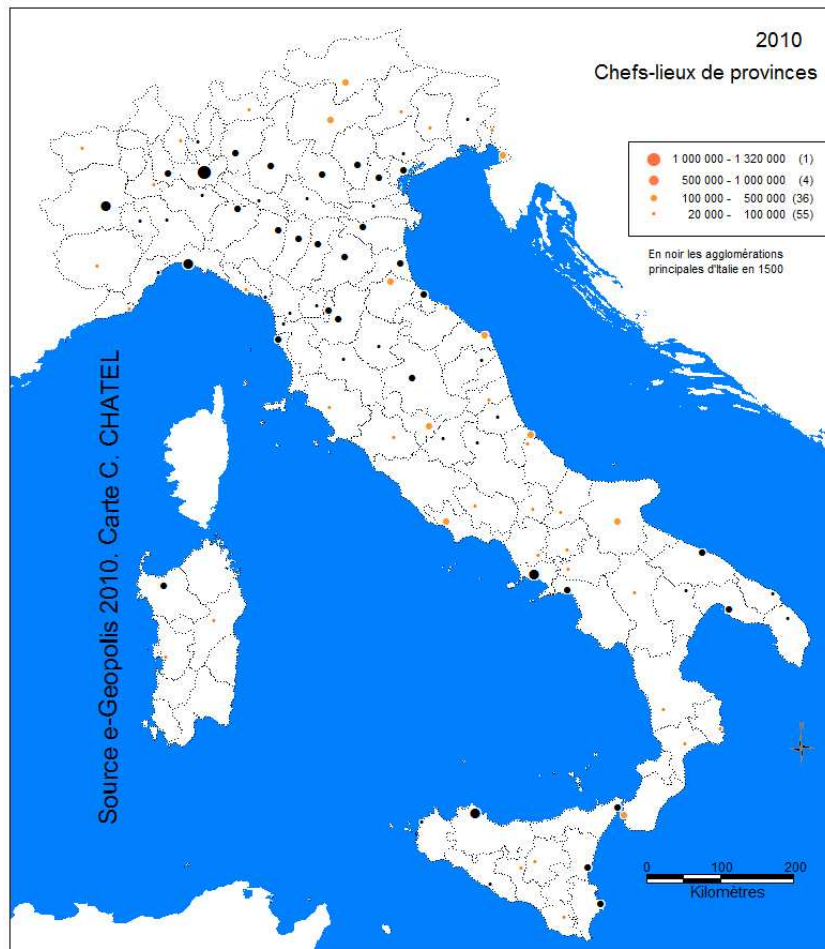 2010
Chefs-lieux de provinces
1 000 000 - 1 320 000 (1)
500 000 - 1 000 000 (4)
100 000 - 500 000 (36)
20 000 - 100 000 (55)
En noir les agglomérations
principales d'Italie en 1500
Source e-Geopolis 2010. Carte C. CHATEL
0 100 200
Kilomètres